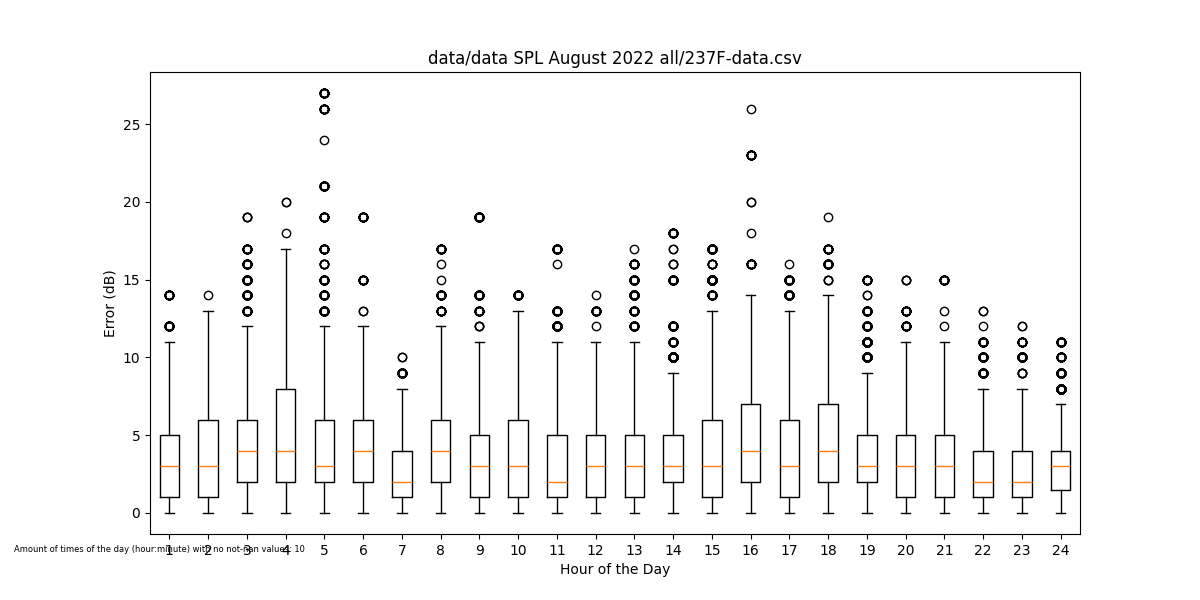 data/data SPL August 2022 all/237F-data.csv
Error (dB)
25
20
15
10
5
0
1 2 3 4 5 6 7 8 9 10 11 12 13 14 15 16 17 18 19 20 21 22 23 24
Amount of times of the day (hour:minute) with no not-nan values: 10
Hour of the Day